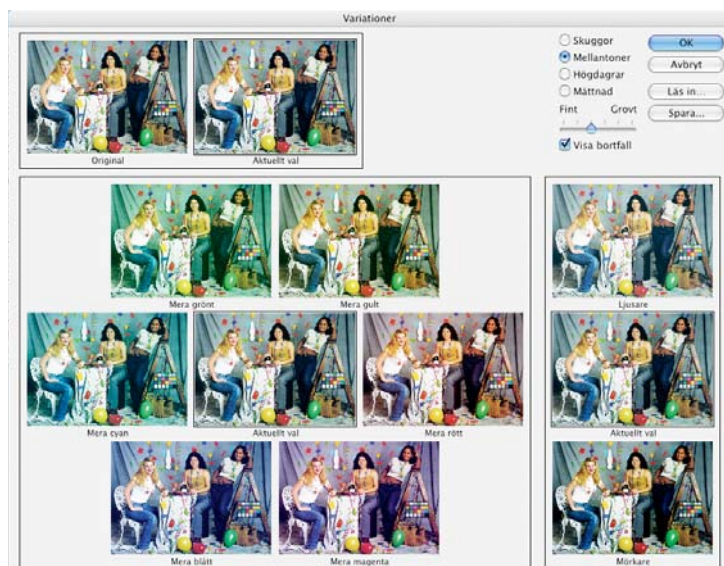 Variationer
Original
Aktuellt val
Skuggor
Mellantoner
Högdagrar
Mättnad
Fint Grovt
Visa bortfall
OK
Avbryt
Läs in...
Spara...
Mera grönt
Mera gult
Mera cyan
Aktuellt val
Mera rött
Mera blått
Mera magenta
Ljusare
Aktuellt val
Mörkare